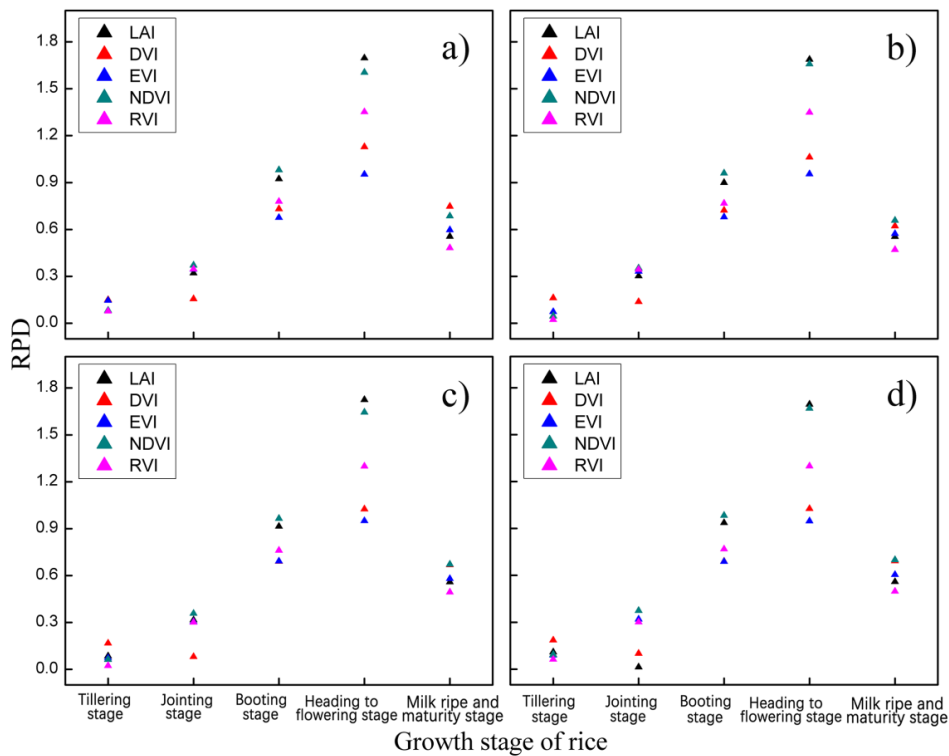 LAI
DVI
EVI
NDVI
RVI
a)
LAI
DVI
EVI
NDVI
RVI
b)
1.8
1.5
1.2
0.9
0.6
0.3
0.0
RPD
LAI
DVI
EVI
NDVI
RVI
c)
LAI
DVI
EVI
NDVI
RVI
d)
1.8
1.5
1.2
0.9
0.6
0.3
0.0
Tillering
stage
Jointing
stage
Booting
stage
Heading to
flowering stage
Milk ripe and
maturity stage
Tillering
stage
Jointing
stage
Booting
stage
Heading to
flowering stage
Milk ripe and
maturity stage
Growth stage of rice